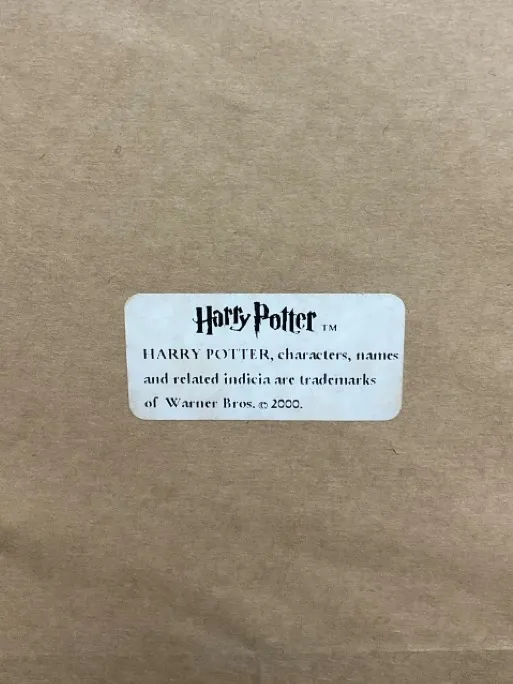 Harry Potter ™
HARRY POTTER, characters, names
and related indicia are trademarks
of Warner Bros. © 2000.